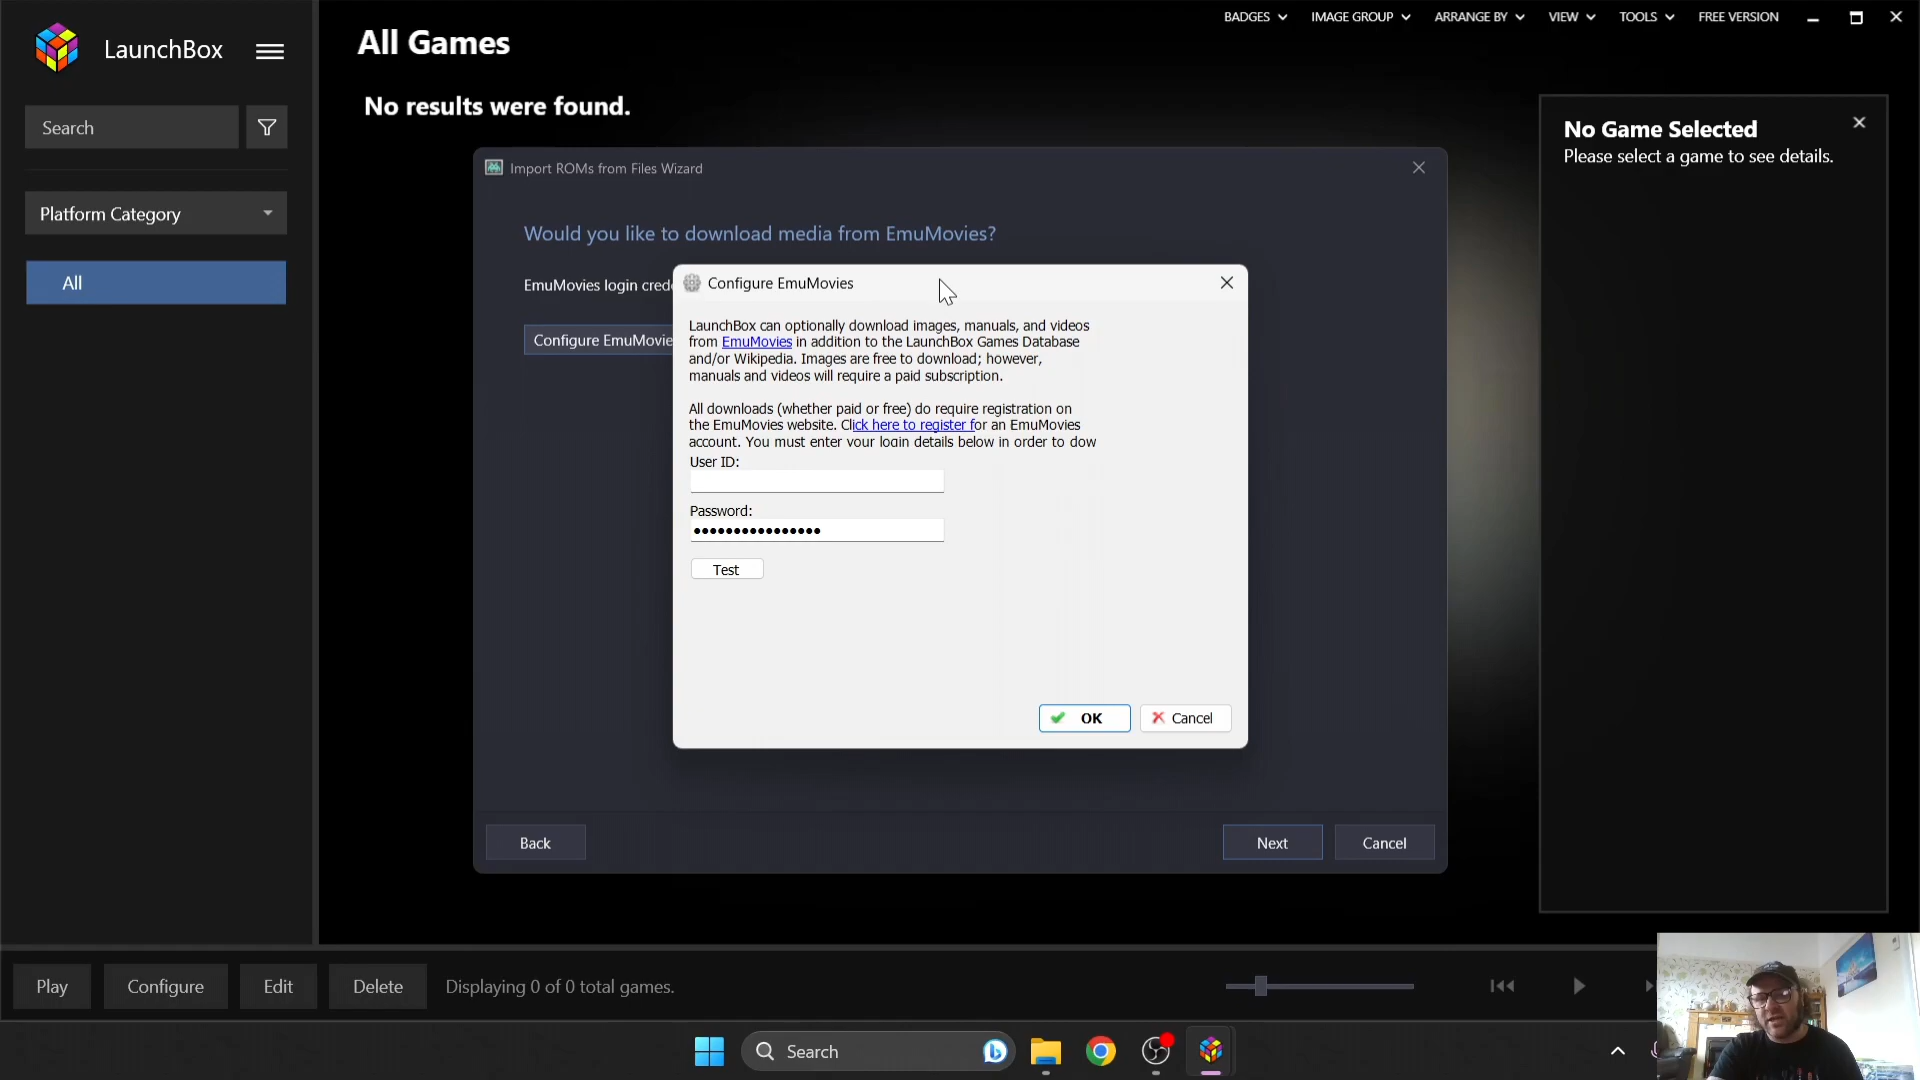 LaunchBox
BADGES
IMAGE GROUP
ARRANGE BY
VIEW
TOOLS
FREE VERSION
All Games
No results were found.
Search
Platform Category
All
No Game Selected
Please select a game to see details.
Import ROMs from Files Wizard
Would you like to download media from EmuMovies?
EmuMovies login crede
Configure EmuMovie
Configure EmuMovies
LaunchBox can optionally download images, manuals, and videos
from EmuMovies in addition to the LaunchBox Games Database
and/or Wikipedia. Images are free to download; however,
manuals and videos will require a paid subscription.
All downloads (whether paid or free) do require registration on
the EmuMovies website. Click here to register for an EmuMovies
account. You must enter your login details below in order to dow
User ID:
Password:
Test
OK
Cancel
Back
Next
Cancel
Play
Configure
Edit
Delete
Displaying 0 of 0 total games.
Search